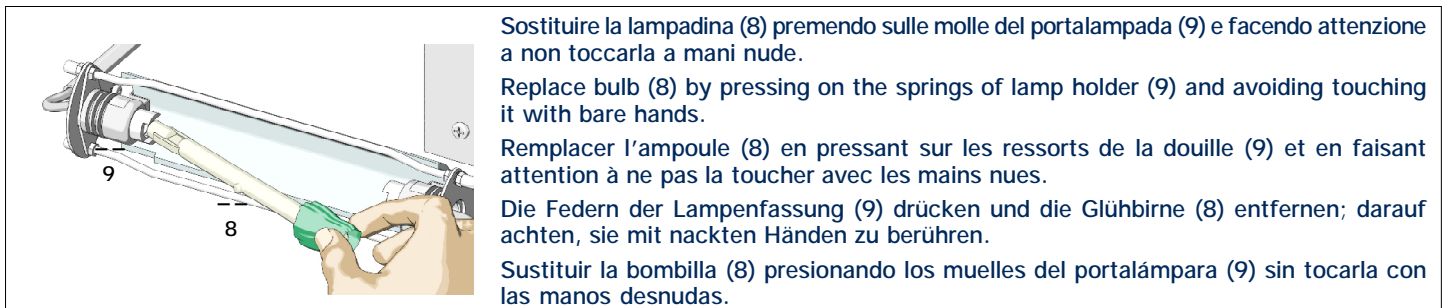 Sostituire la lampadina (8) premendo sulle molle del portalampada (9) e facendo attenzione
a non toccarla a mani nude.
Replace bulb (8) by pressing on the springs of lamp holder (9) and avoiding touching
it with bare hands.
Remplacer l'ampoule (8) en pressant sur les ressorts de la douille (9) et en faisant
attention à ne pas la toucher avec les mains nues.
Die Federn der Lampenfassung (9) drücken und die Glühbirne (8) entfernen; darauf
achten, sie mit nackten Händen zu berühren.
Sustituir la bombilla (8) presionando los muelles del portalámpara (9) sin tocarla con
las manos desnudas.
9
8